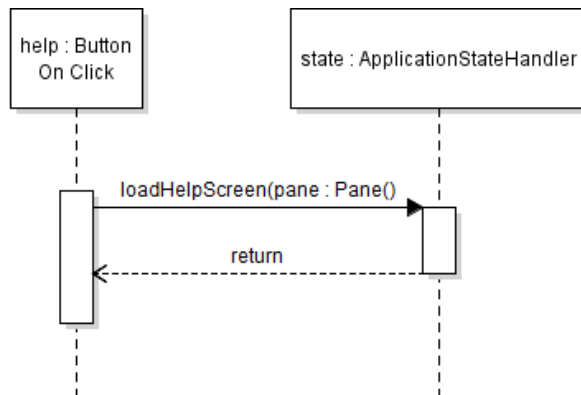 help : Button
On Click
state : ApplicationStateHandler
loadHelpScreen(pane : Pane()
return